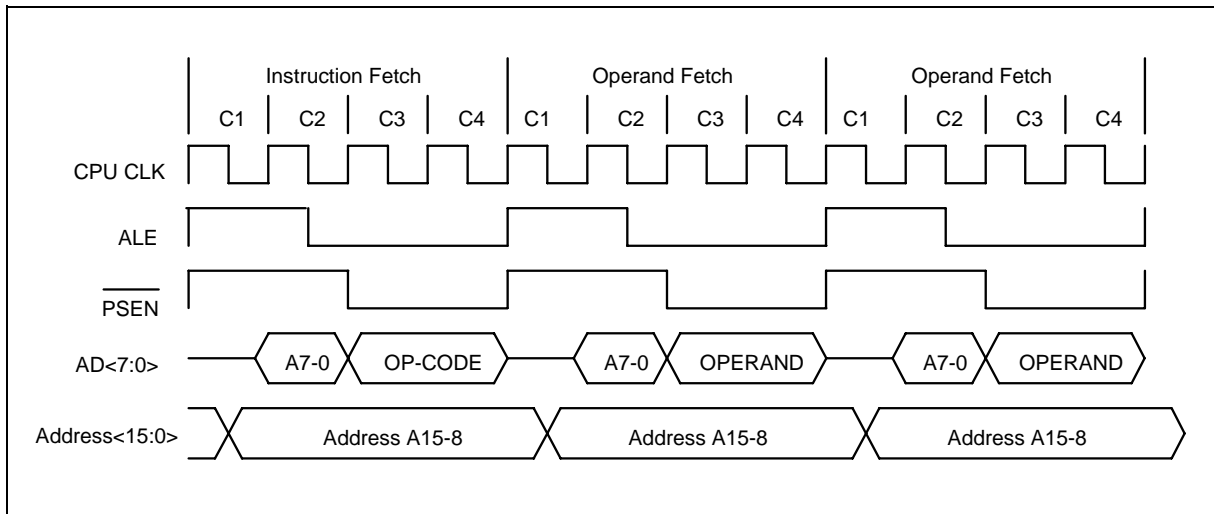 Instruction Fetch Operand Fetch Operand Fetch
C1 C2 C3 C4 C1 C2 C3 C4 C1 C2 C3 C4
CPU CLK
ALE
PSEN
AD<7:0> A7-0 OP-CODE A7-0 OPERAND A7-0 OPERAND
Address<15:0> Address A15-8 Address A15-8 Address A15-8